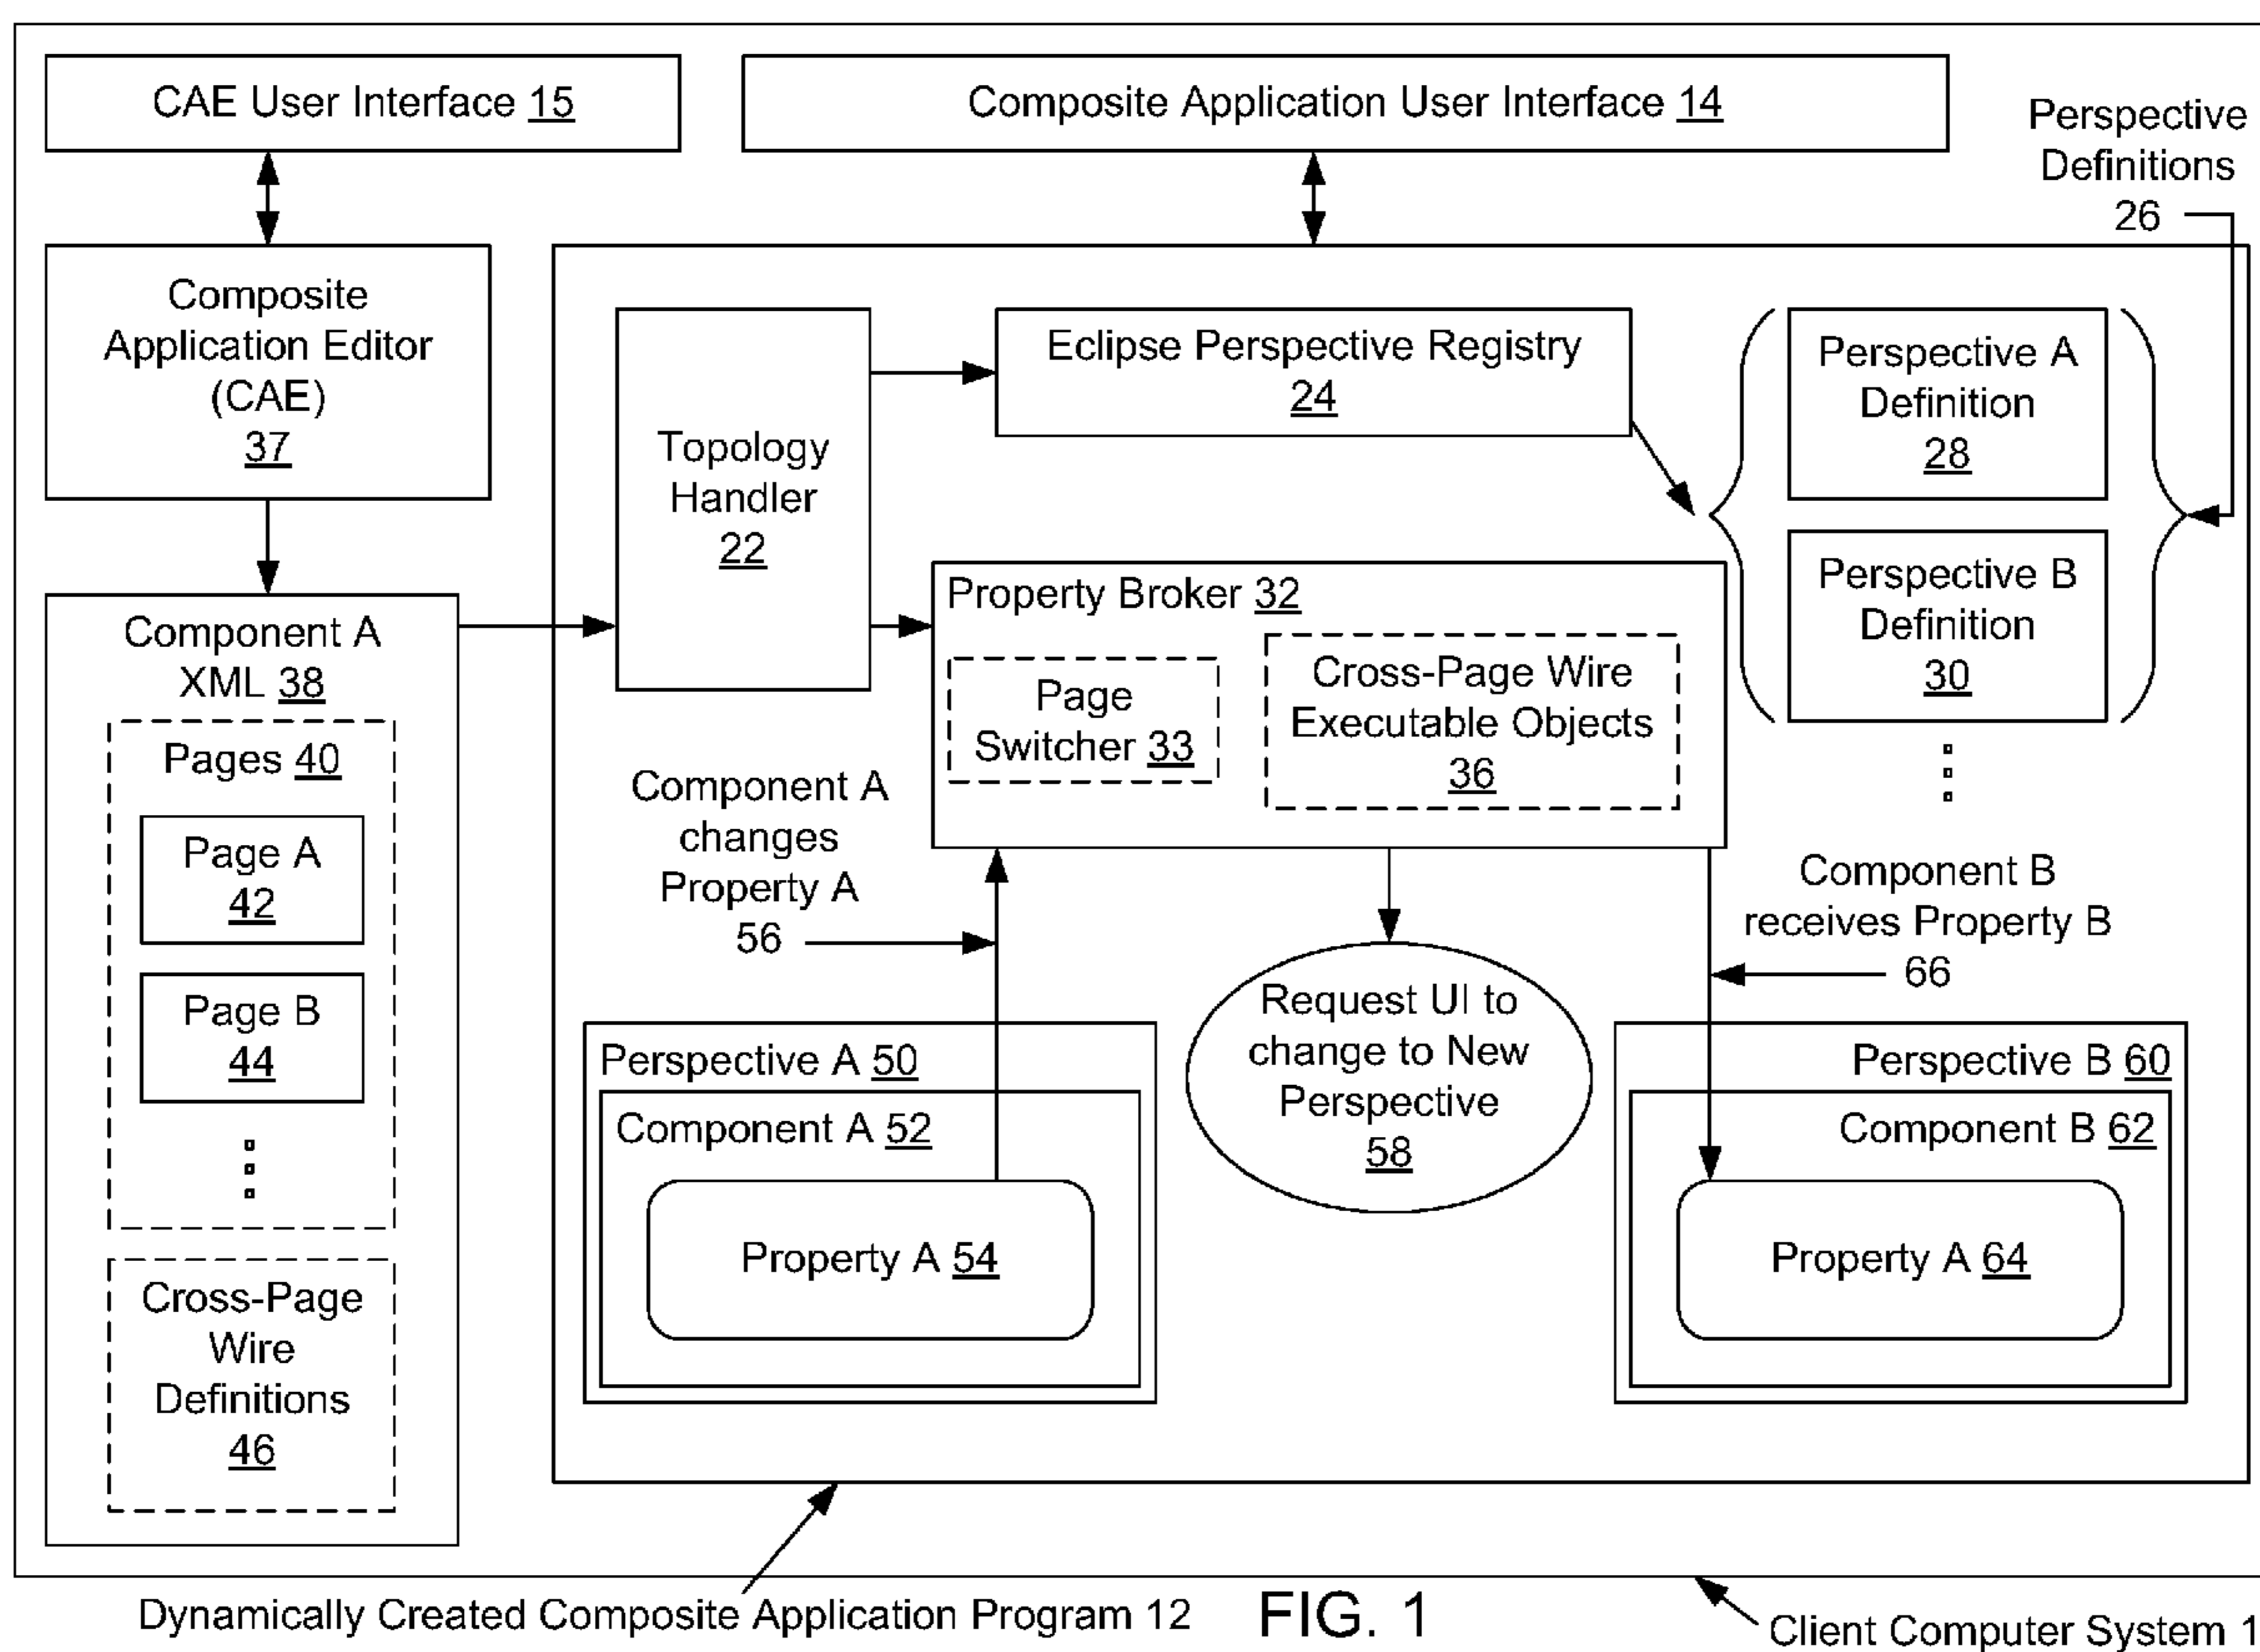 CAE User Interface 15
Composite Application User Interface 14
Perspective
Definitions
26
Composite
Application Editor
(CAE)
37
Topology
Handler
22
Eclipse Perspective Registry
24
Perspective A
Definition
28
Perspective B
Definition
30
Property Broker 32
Page
Switcher 33
Cross-Page Wire
Executable Objects
36
Component A
XML 38
Pages 40
Page A
42
Page B
44
Cross-Page
Wire
Definitions
46
Component A
changes
Property A
56
Component B
receives Property B
66
Request UI to
change to New
Perspective
58
Perspective A 50
Component A 52
Property A 54
Perspective B 60
Component B 62
Property A 64
Dynamically Created Composite Application Program 12
FIG. 1
Client Computer System 1